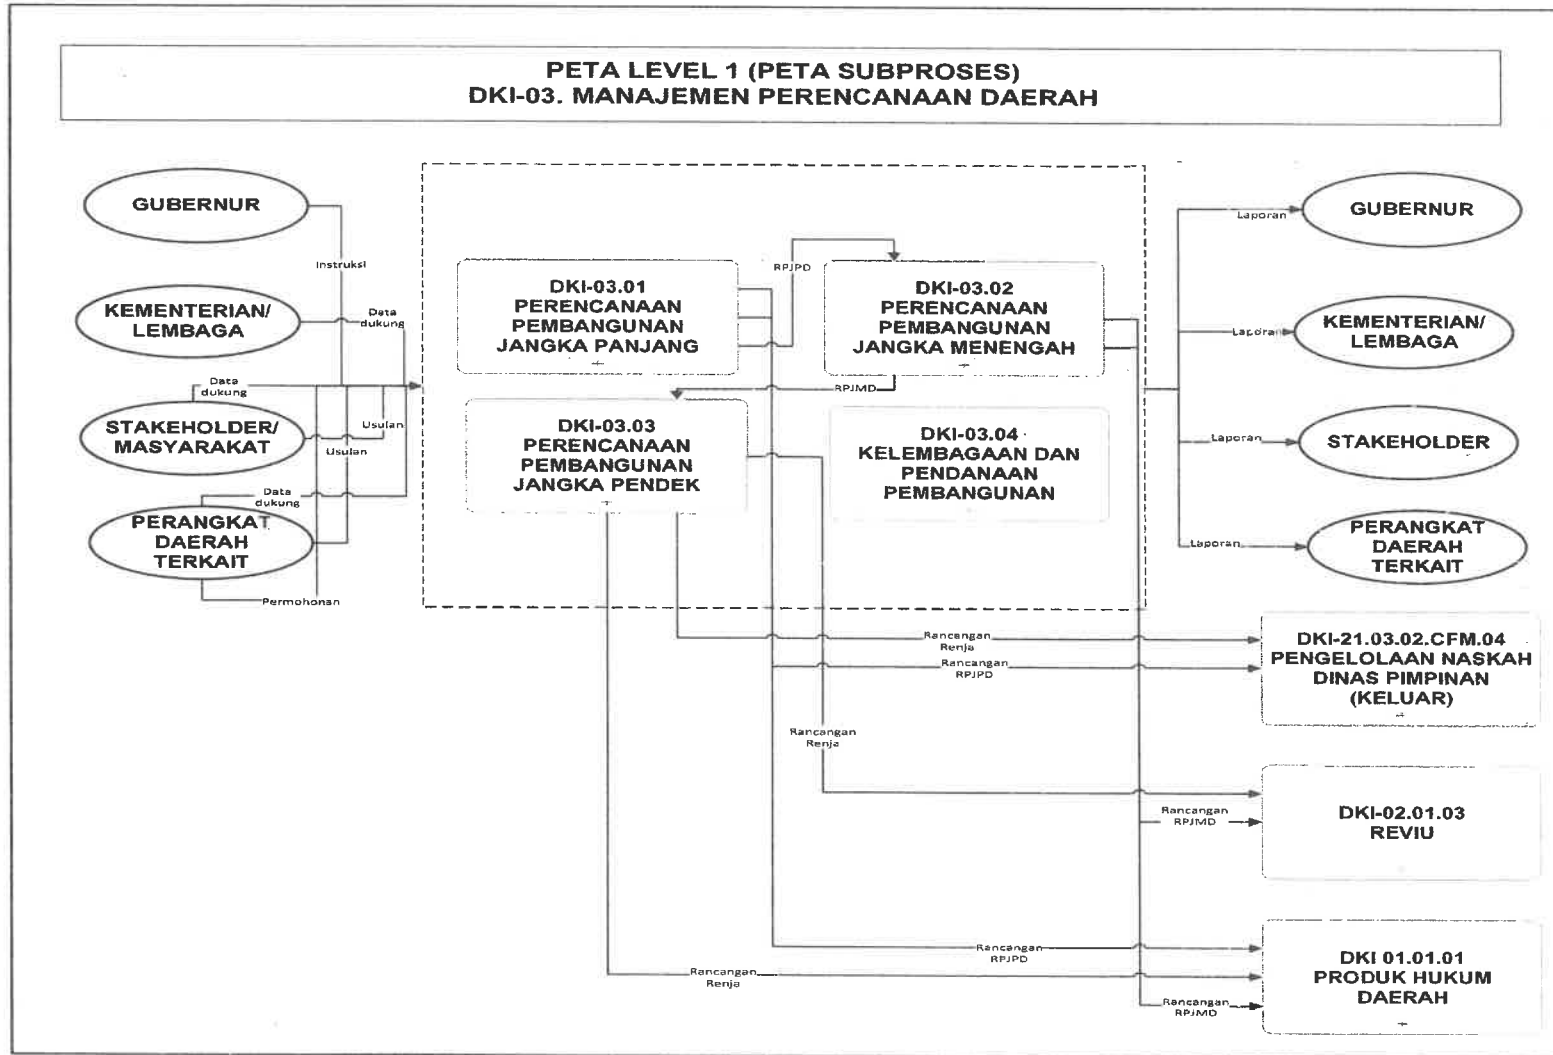 PETA LEVEL 1 (PETA SUBPROSES)
DKI-03. MANAJEMEN PERENCANAAN DAERAH
GUBERNUR
Instruksi
KEMENTERIAN/
LEMBAGA
Data
dukung
Data
dukung
STAKEHOLDER/
MASYARAKAT
Usulan
Usulan
Data
dukung
PERANGKAT
DAERAH
TERKAIT
Permohonan
DKI-03.01
PERENCANAAN
PEMBANGUNAN
JANGKA PANJANG
RPJPD
DKI-03.02
PERENCANAAN
PEMBANGUNAN
JANGKA MENENGAH
RPJMD
DKI-03.03
PERENCANAAN
PEMBANGUNAN
JANGKA PENDEK
DKI-03.04
KELEMBAGAAN DAN
PENDANAAN
PEMBANGUNAN
Laporan
GUBERNUR
Laporan
KEMENTERIAN/
LEMBAGA
Laporan
STAKEHOLDER
Laporan
PERANGKAT
DAERAH
TERKAIT
Rancangan
Renja
Rancangan
RPJPD
DKI-21.03.02.CFM.04
PENGELOLAAN NASKAH
DINAS PIMPINAN
(KELUAR)
Rancangan
Renja
Rancangan
RPJMD
DKI-02.01.03
REVIU
Rancangan
RPJPD
Rancangan
Renja
Rancangan
RPJMD
DKI 01.01.01
PRODUK HUKUM
DAERAH